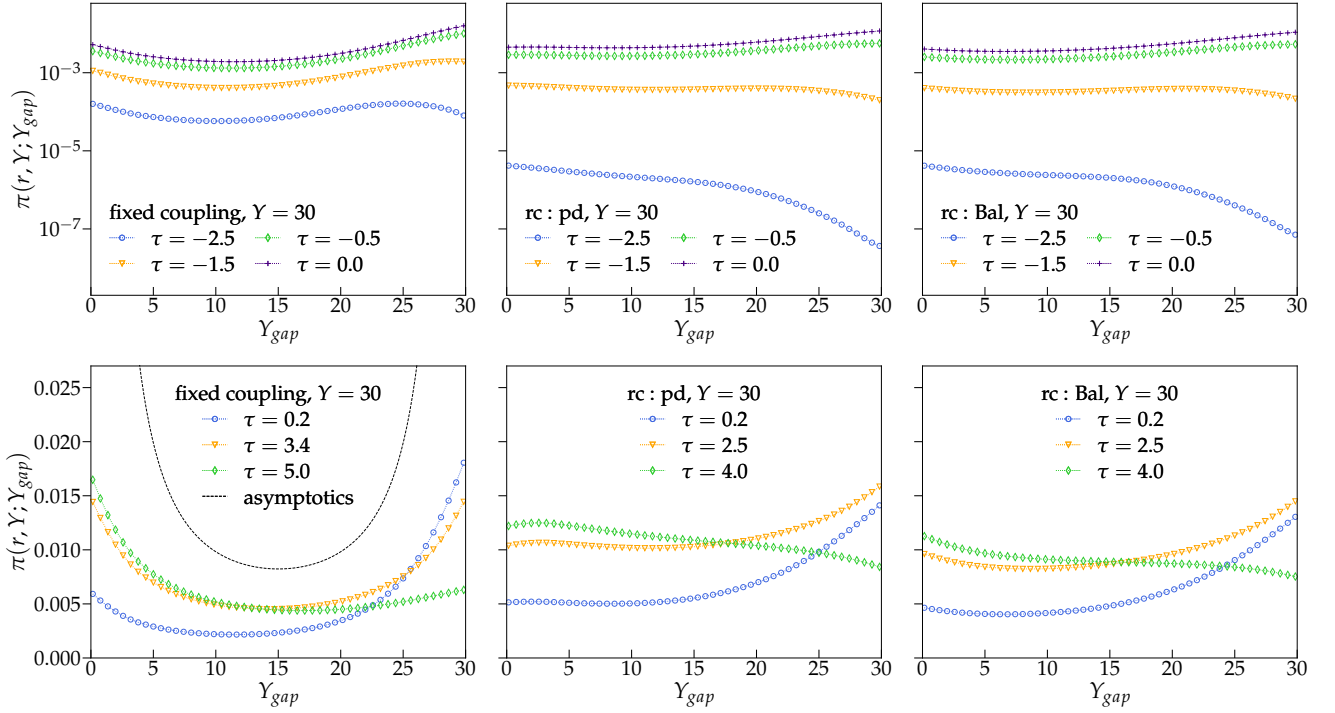 π(r, Y; Y_gap)
10⁻³
10⁻⁵
10⁻⁷
fixed coupling, Y = 30
τ = −2.5 τ = −0.5
τ = −1.5 τ = 0.0
0 5 10 15 20 25 30
Y_gap
rc : pd, Y = 30
τ = −2.5 τ = −0.5
τ = −1.5 τ = 0.0
0 5 10 15 20 25 30
Y_gap
rc : Bal, Y = 30
τ = −2.5 τ = −0.5
τ = −1.5 τ = 0.0
0 5 10 15 20 25 30
Y_gap
π(r, Y; Y_gap)
0.025
0.020
0.015
0.010
0.005
0.000
fixed coupling, Y = 30
τ = 0.2
τ = 3.4
τ = 5.0
asymptotics
0 5 10 15 20 25 30
Y_gap
rc : pd, Y = 30
τ = 0.2
τ = 2.5
τ = 4.0
0 5 10 15 20 25 30
Y_gap
rc : Bal, Y = 30
τ = 0.2
τ = 2.5
τ = 4.0
0 5 10 15 20 25 30
Y_gap